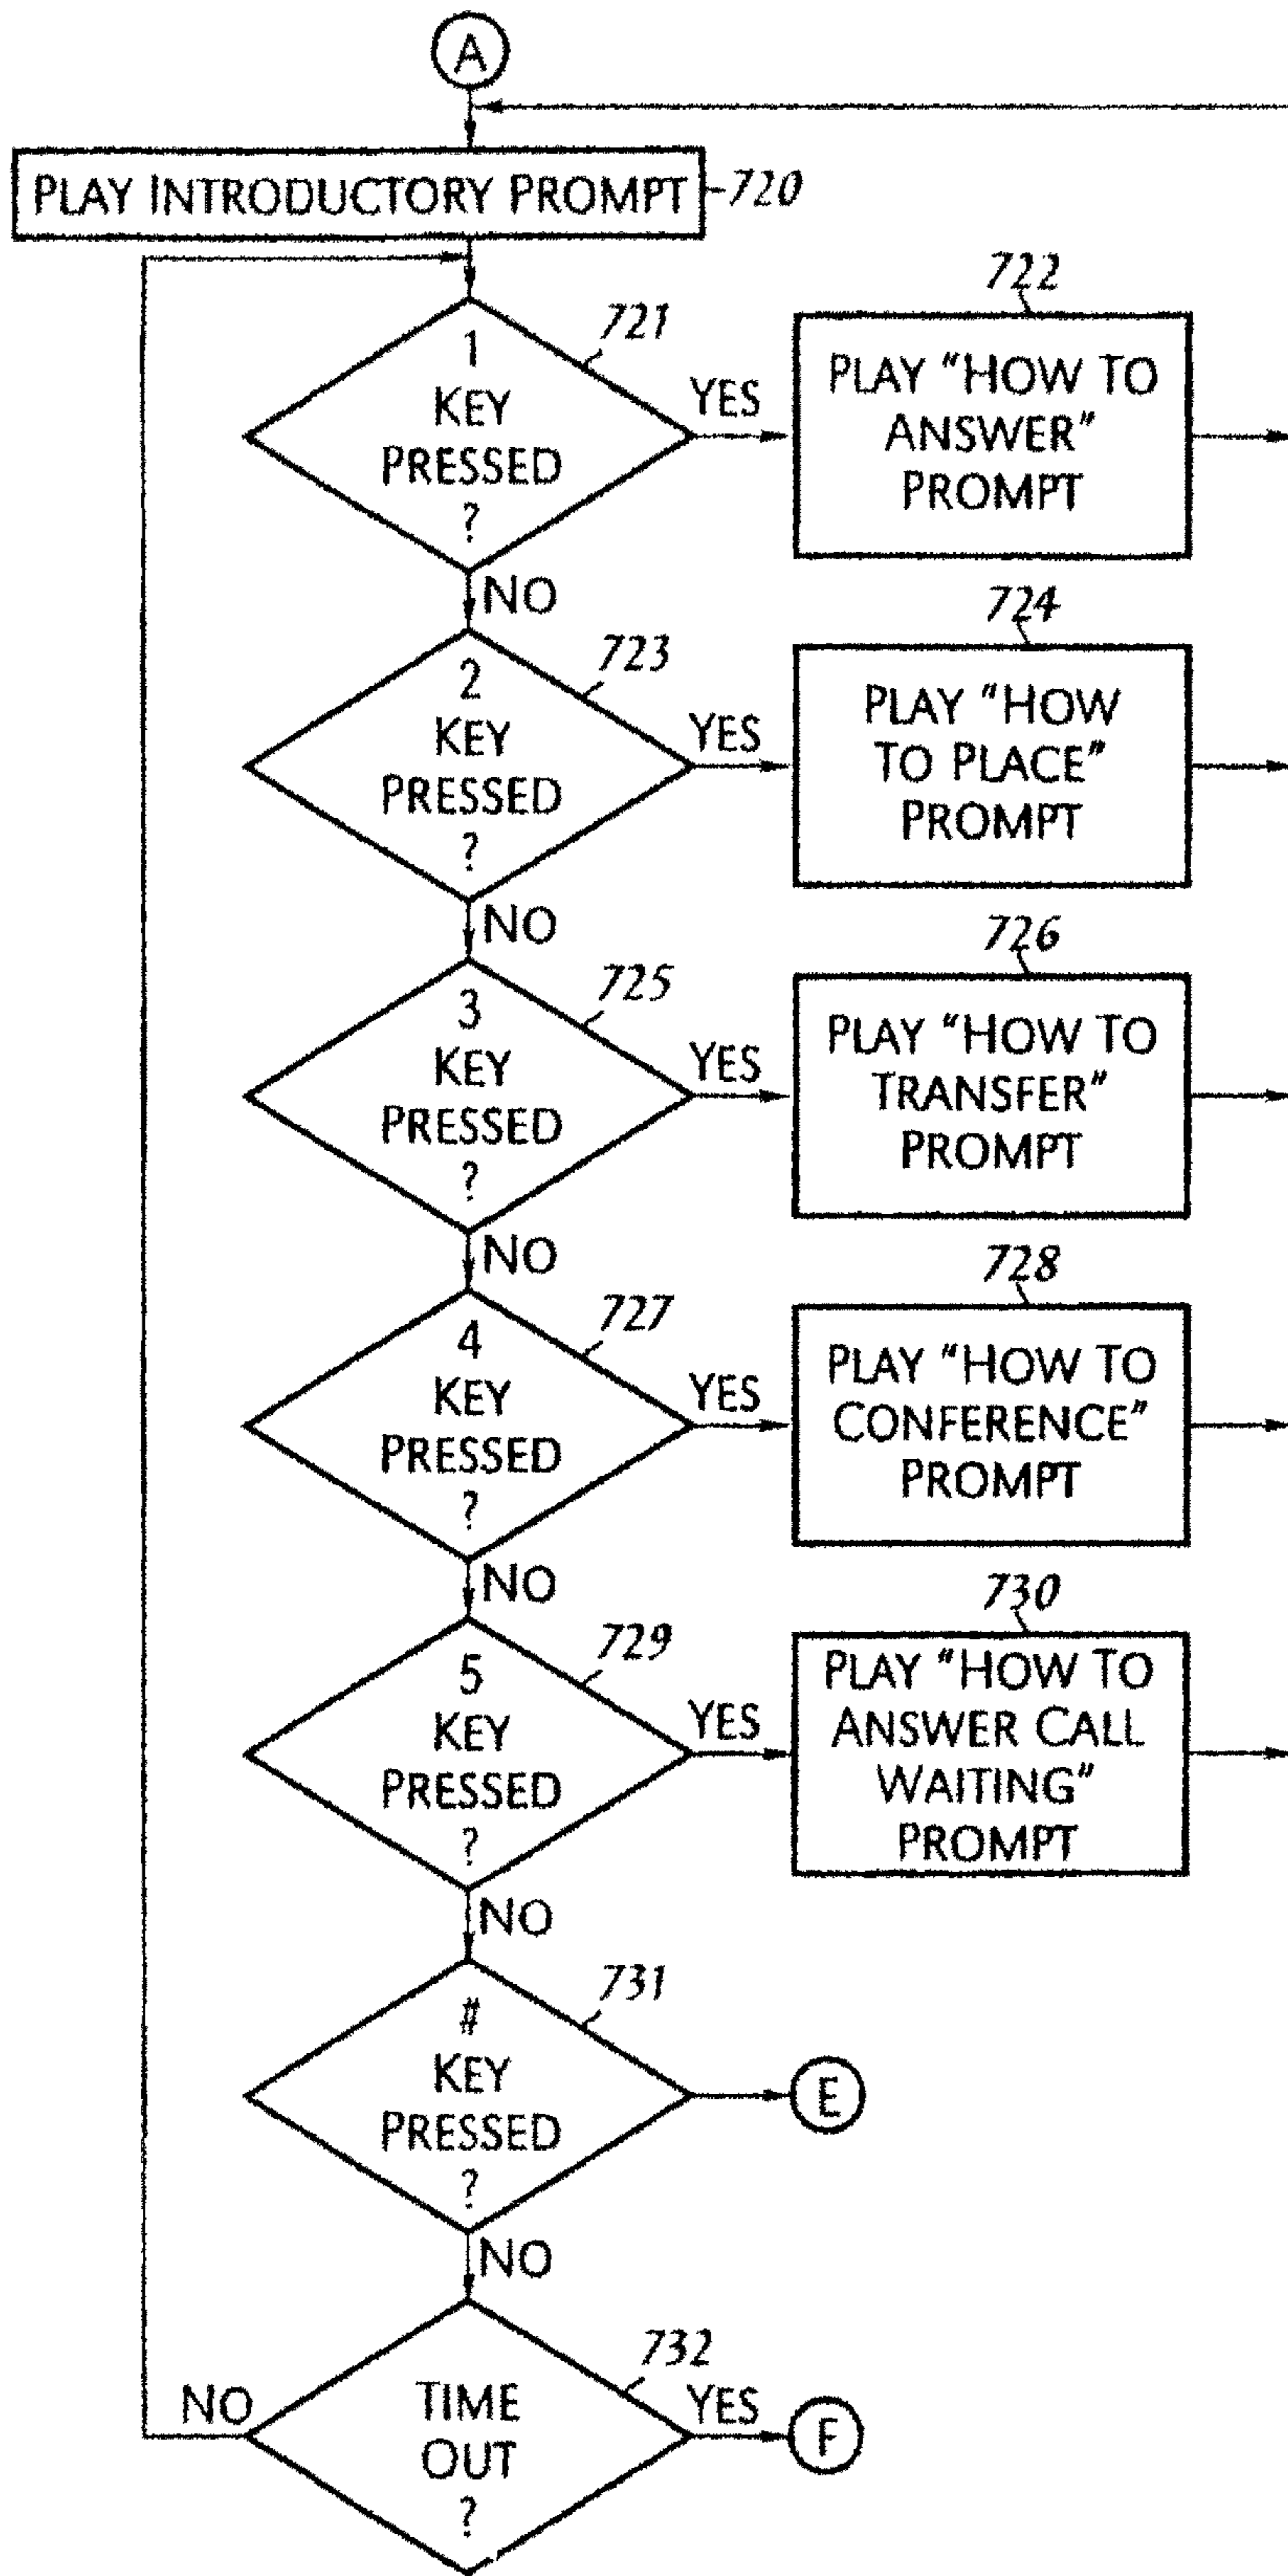 A
PLAY INTRODUCTORY PROMPT
720
1
KEY
PRESSED
?
721
YES
NO
722
PLAY "HOW TO
ANSWER"
PROMPT
2
KEY
PRESSED
?
723
YES
NO
724
PLAY "HOW
TO PLACE"
PROMPT
3
KEY
PRESSED
?
725
YES
NO
726
PLAY "HOW TO
TRANSFER"
PROMPT
4
KEY
PRESSED
?
727
YES
NO
728
PLAY "HOW TO
CONFERENCE"
PROMPT
5
KEY
PRESSED
?
729
YES
NO
730
PLAY "HOW TO
ANSWER CALL
WAITING"
PROMPT
#
KEY
PRESSED
?
731
E
NO
TIME
OUT
?
732
NO
YES
F